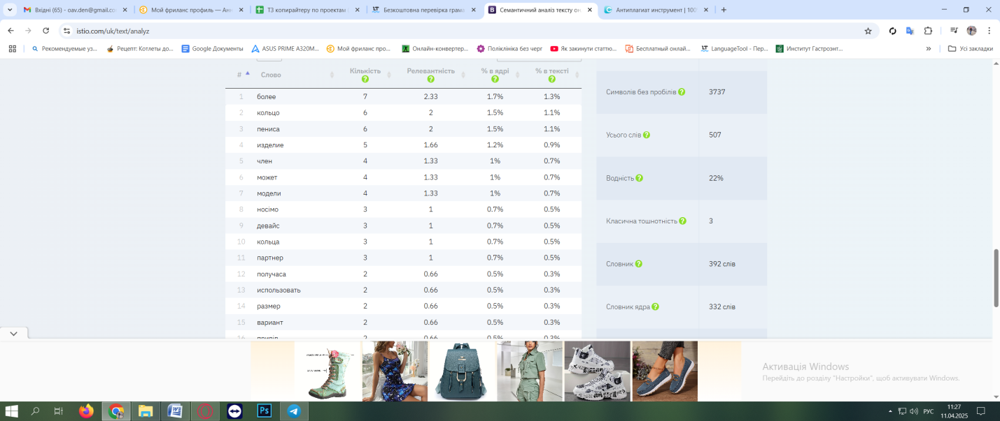 Вхідні (65) - oav.den@gmail.co
Мой фриланс профиль — Анн
ТЗ копирайтеру по проектам
Безкоштовна перевірка грама
Семантичний аналіз тексту он
Антиплагиат инструмент | 100
istio.com/uk/text/analyz
Рекомендуемые уз...
Рецепт: Котлеты до...
Google Документы
ASUS PRIME A320M...
Мой фриланс про...
Онлайн-конвертер...
Поліклініка без черг
Як закинути статтю...
Бесплатный онлай...
LanguageTool - Пер...
Институт Гастроэнт...
Усі закладки
# Слово Кількість Релевантність % в ядрі % в тексті
1 более 7 2.33 1.7% 1.3%
2 кольцо 6 2 1.5% 1.1%
3 пениса 6 2 1.5% 1.1%
4 изделие 5 1.66 1.2% 0.9%
5 член 4 1.33 1% 0.7%
6 может 4 1.33 1% 0.7%
7 модели 4 1.33 1% 0.7%
8 носімо 3 1 0.7% 0.5%
9 девайс 3 1 0.7% 0.5%
10 кольца 3 1 0.7% 0.5%
11 партнер 3 1 0.7% 0.5%
12 получаса 2 0.66 0.5% 0.3%
13 использовать 2 0.66 0.5% 0.3%
14 размер 2 0.66 0.5% 0.3%
15 вариант 2 0.66 0.5% 0.3%
16 2 0.66 0.5% 0.3%
Символів без пробілів 3737
Усього слів 507
Водність 22%
Класична тошнотність 3
Словник 392 слів
Словник ядра 332 слів
Активація Windows
Перейдіть до розділу "Настройки", щоб активувати Windows.
РУС
11:27
11.04.2025